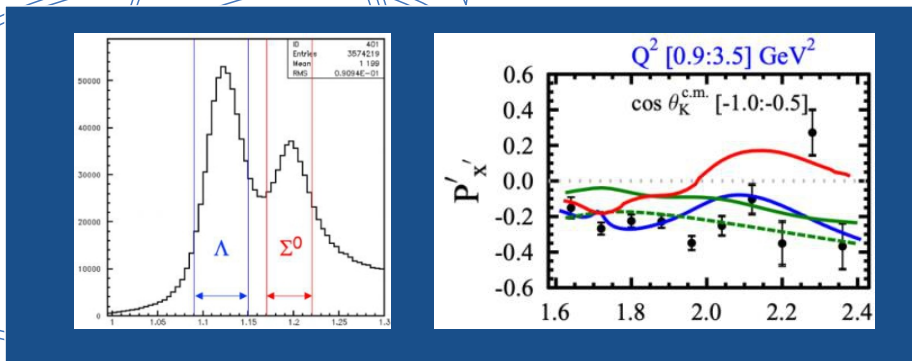 ID 401
Entries 3574219
Mean 1.199
RMS 0.9094E-01
50000
40000
30000
20000
10000
0
Λ
Σ⁰
1 1.05 1.1 1.15 1.2 1.25 1.3
Q² [0.9:3.5] GeV²
cos θ_K^c.m. [-1.0:-0.5]
P'_x'
0.6
0.4
0.2
0.0
-0.2
-0.4
-0.6
1.6 1.8 2.0 2.2 2.4